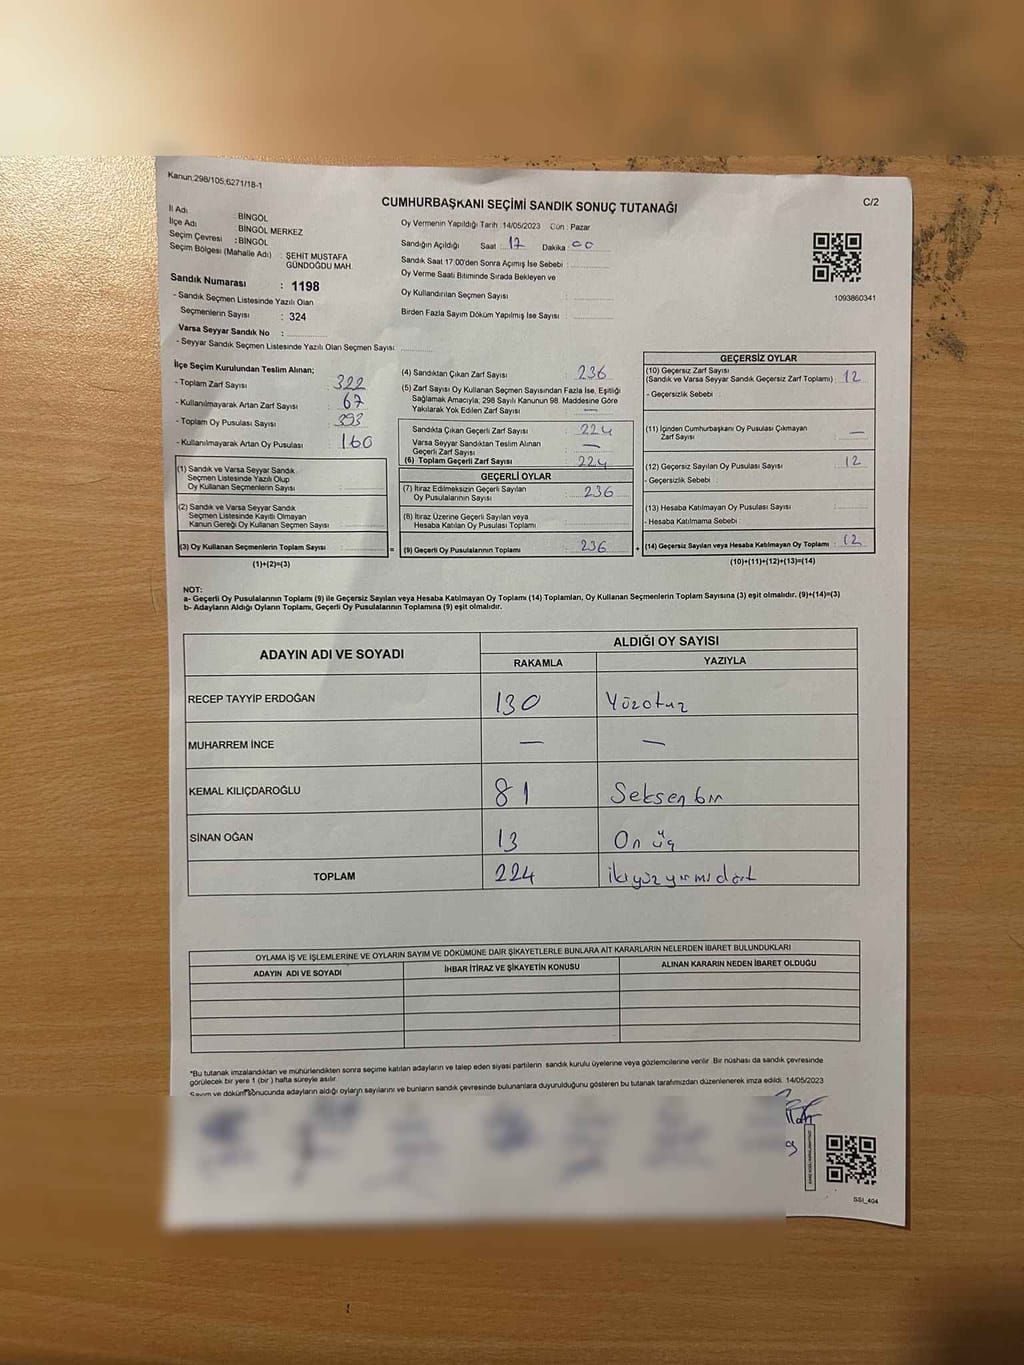 Kanun:298/105;6271/18-1
C/2
CUMHURBAŞKANI SEÇİMİ SANDIK SONUÇ TUTANAĞI
İl Adı : BİNGÖL
İlçe Adı : BİNGÖL MERKEZ
Seçim Çevresi : BİNGÖL
Seçim Bölgesi (Mahalle Adı) : ŞEHİT MUSTAFA
GÜNDOĞDU MAH.
Sandık Numarası : 1198
- Sandık Seçmen Listesinde Yazılı Olan
Seçmenlerin Sayısı : 324
Varsa Seyyar Sandık No :
- Seyyar Sandık Seçmen Listesinde Yazılı Olan Seçmen Sayısı:
Oy Vermenin Yapıldığı Tarih :14/05/2023 Gün : Pazar
Sandığın Açıldığı Saat : 17 Dakika : 00
Sandık Saat 17:00'den Sonra Açımış İse Sebebi :
Oy Verme Saati Bitiminde Sırada Bekleyen ve
Oy Kullandırılan Seçmen Sayısı :
Birden Fazla Sayım Döküm Yapılmış İse Sayısı :
1093860341
İlçe Seçim Kurulundan Teslim Alınan;
- Toplam Zarf Sayısı : 322
- Kullanılmayarak Artan Zarf Sayısı : 67
- Toplam Oy Pusulası Sayısı : 393
- Kullanılmayarak Artan Oy Pusulası : 160
(1) Sandık ve Varsa Seyyar Sandık
Seçmen Listesinde Yazılı Olup
Oy Kullanan Seçmenlerin Sayısı :
(2) Sandık ve Varsa Seyyar Sandık
Seçmen Listesinde Kayıtlı Olmayan
Kanun Gereği Oy Kullanan Seçmen Sayısı :
(3) Oy Kullanan Seçmenlerin Toplam Sayısı : =
(1)+(2)=(3)
(4) Sandıktan Çıkan Zarf Sayısı : 236
(5) Zarf Sayısı Oy Kullanan Seçmen Sayısından Fazla İse, Eşitliği
Sağlamak Amacıyla; 298 Sayılı Kanunun 98. Maddesine Göre
Yakılarak Yok Edilen Zarf Sayısı : —
Sandıkta Çıkan Geçerli Zarf Sayısı : 224
Varsa Seyyar Sandıktan Teslim Alınan
Geçerli Zarf Sayısı : —
(6) Toplam Geçerli Zarf Sayısı : 224
GEÇERLİ OYLAR
(7) İtiraz Edilmeksizin Geçerli Sayılan
Oy Pusulalarının Sayısı : 236
(8) İtiraz Üzerine Geçerli Sayılan veya
Hesaba Katılan Oy Pusulası Toplamı :
(9) Geçerli Oy Pusulalarının Toplamı : 236 +
GEÇERSİZ OYLAR
(10) Geçersiz Zarf Sayısı
(Sandık ve Varsa Seyyar Sandık Geçersiz Zarf Toplamı) : 12
- Geçersizlik Sebebi :
(11) İçinden Cumhurbaşkanı Oy Pusulası Çıkmayan
Zarf Sayısı : —
(12) Geçersiz Sayılan Oy Pusulası Sayısı : 12
- Geçersizlik Sebebi :
(13) Hesaba Katılmayan Oy Pusulası Sayısı :
- Hesaba Katılmama Sebebi :
(14) Geçersiz Sayılan veya Hesaba Katılmayan Oy Toplamı : 12
(10)+(11)+(12)+(13)=(14)
NOT:
a- Geçerli Oy Pusulalarının Toplamı (9) ile Geçersiz Sayılan veya Hesaba Katılmayan Oy Toplamı (14) Toplamları, Oy Kullanan Seçmenlerin Toplam Sayısına (3) eşit olmalıdır. (9)+(14)=(3)
b- Adayların Aldığı Oyların Toplamı, Geçerli Oy Pusulalarının Toplamına (9) eşit olmalıdır.
ADAYIN ADI VE SOYADI ALDIĞI OY SAYISI
RAKAMLA YAZIYLA
RECEP TAYYİP ERDOĞAN 130 Yüzotuz
MUHARREM İNCE — —
KEMAL KILIÇDAROĞLU 81 Seksen bir
SİNAN OĞAN 13 On üç
TOPLAM 224 ikiyüz yirmi dört
OYLAMA İŞ VE İŞLEMLERİNE VE OYLARIN SAYIM VE DÖKÜMÜNE DAİR ŞİKAYETLERLE BUNLARA AİT KARARLARIN NELERDEN İBARET BULUNDUKLARI
ADAYIN ADI VE SOYADI İHBAR İTİRAZ VE ŞİKAYETİN KONUSU ALINAN KARARIN NEDEN İBARET OLDUĞU
*Bu tutanak imzalandıktan ve mühürlendikten sonra seçime katılan adayların ve talep eden siyasi partilerin sandık kurulu üyelerine veya gözlemcilerine verilir. Bir nüshası da sandık çevresinde
görülecek bir yere 1 (bir) hafta süreyle asılır.
Sayım ve döküm sonucunda adayların aldığı oyların sayılarını ve bunların sandık çevresinde bulunanlara duyurulduğunu gösteren bu tutanak tarafımızdan düzenlenerek imza edildi. 14/05/2023
SSI_404